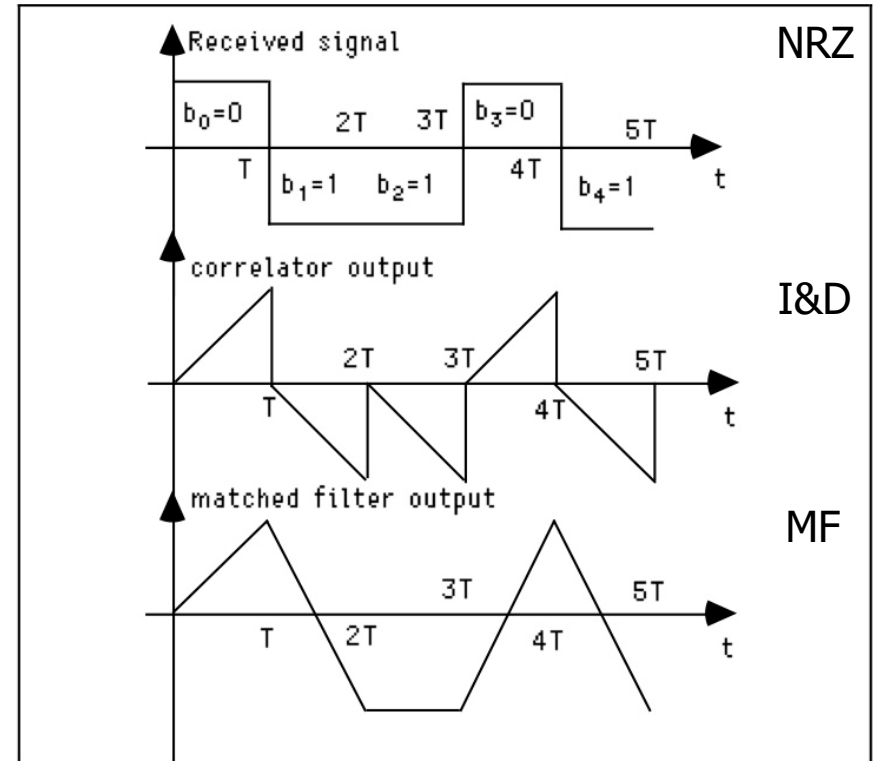 Received signal
NRZ
b₀=0
2T
3T
b₃=0
5T
T
b₁=1
b₂=1
4T
b₄=1
t
correlator output
I&D
2T
3T
5T
T
4T
t
matched filter output
MF
3T
5T
T
2T
4T
t